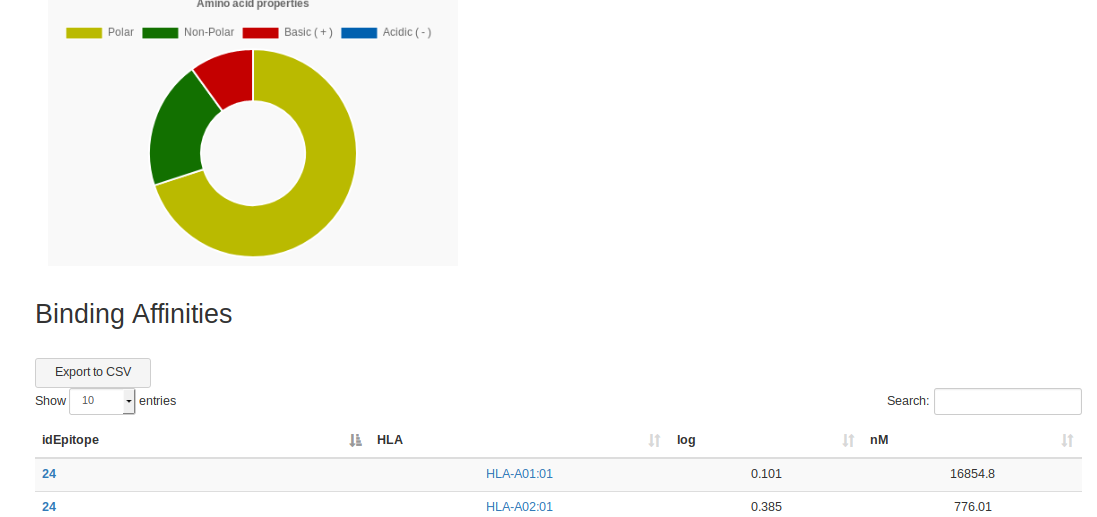 Amino acid properties
Polar Non-Polar Basic ( + ) Acidic ( - )
Binding Affinities
Export to CSV
Show 10 entries Search:
idEpitope HLA log nM
24 HLA-A01:01 0.101 16854.8
24 HLA-A02:01 0.385 776.01